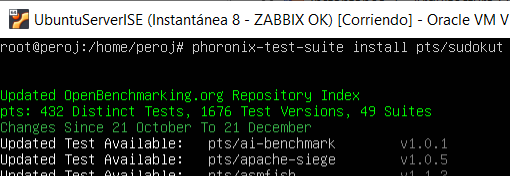 UbuntuServerISE (Instantánea 8 - ZABBIX OK) [Corriendo] - Oracle VM V
root@peroj:/home/peroj# phoronix-test-suite install pts/sudokut
Updated OpenBenchmarking.org Repository Index
pts: 432 Distinct Tests, 1676 Test Versions, 49 Suites
Changes Since 21 October To 21 December
Updated Test Available: pts/ai-benchmark v1.0.1
Updated Test Available: pts/apache-siege v1.0.5
Updated Test Available: pts/asmfish v1.1.2